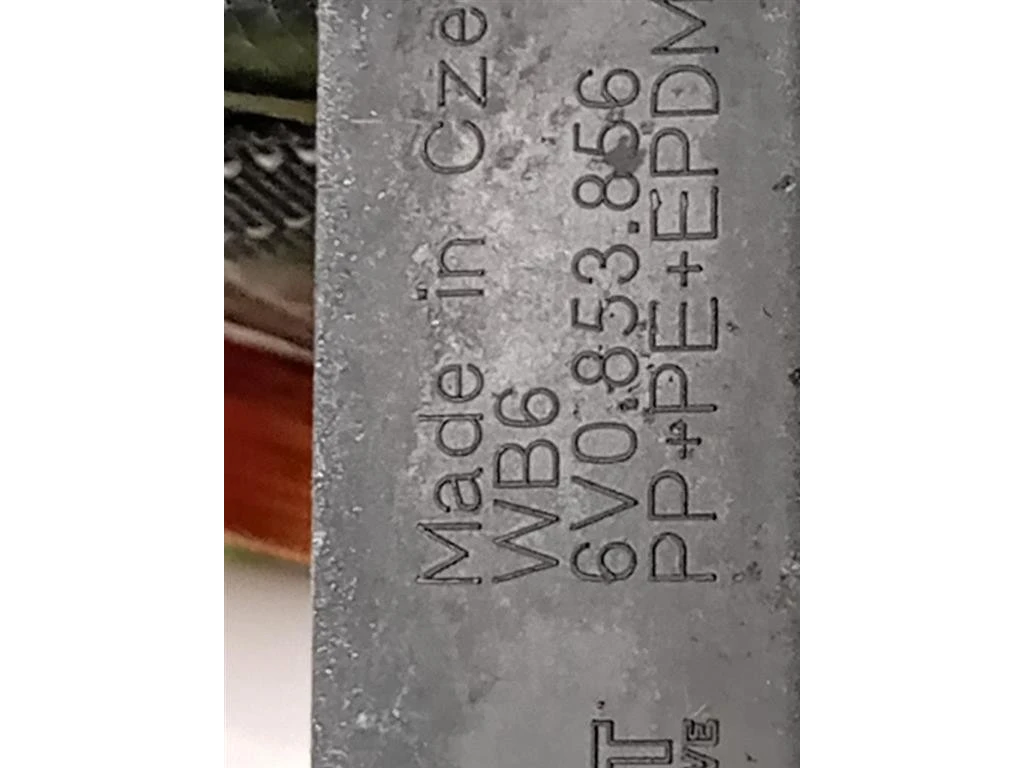 Made in Cze
WB6
6V0.853.856
PP+PE+EPDM